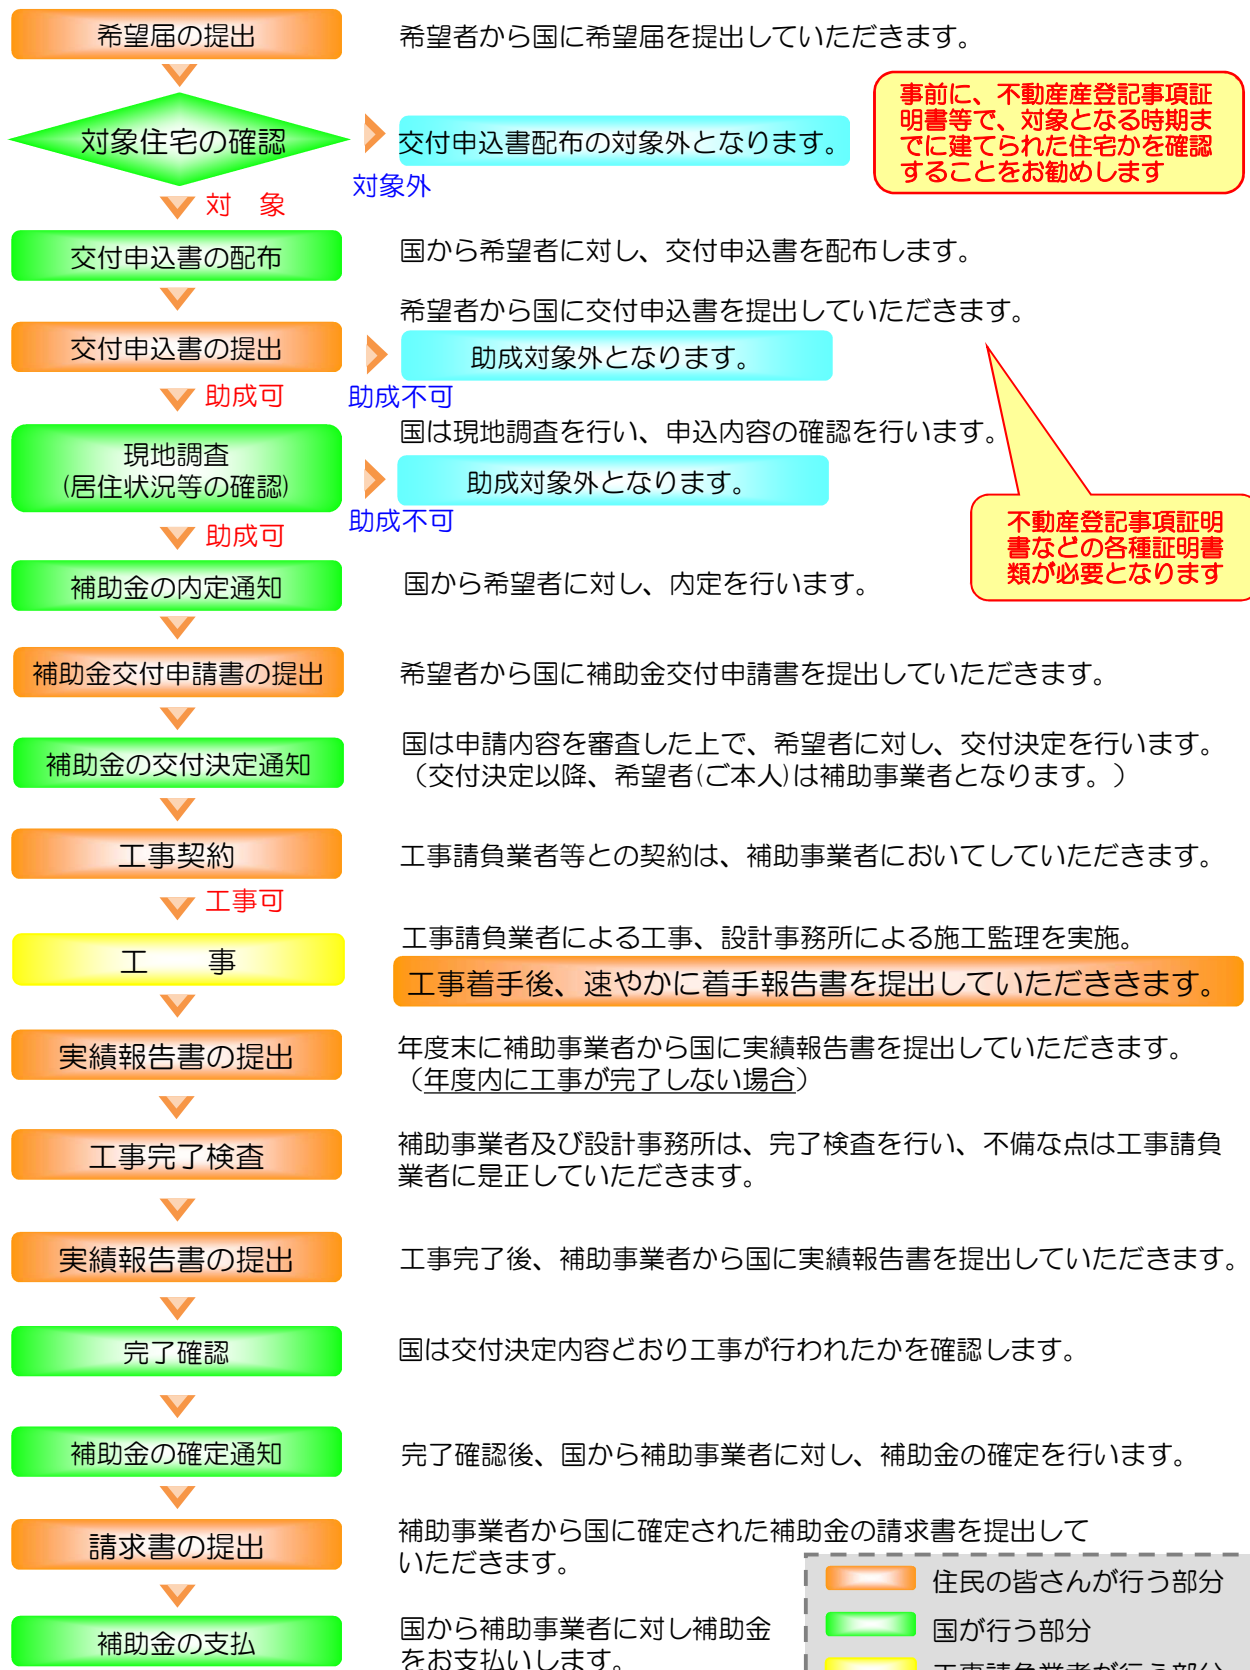 希望届の提出
希望者から国に希望届を提出していただきます。
事前に、不動産産登記事項証
明書等で、対象となる時期ま
でに建てられた住宅かを確認
することをお勧めします
対象住宅の確認
交付申込書配布の対象外となります。
対象外
対　象
交付申込書の配布
国から希望者に対し、交付申込書を配布します。
希望者から国に交付申込書を提出していただきます。
交付申込書の提出
助成対象外となります。
助成可
助成不可
国は現地調査を行い、申込内容の確認を行います。
現地調査
(居住状況等の確認)
助成対象外となります。
助成不可
助成可
不動産登記事項証明
書などの各種証明書
類が必要となります
補助金の内定通知
国から希望者に対し、内定を行います。
補助金交付申請書の提出
希望者から国に補助金交付申請書を提出していただきます。
補助金の交付決定通知
国は申請内容を審査した上で、希望者に対し、交付決定を行います。
（交付決定以降、希望者(ご本人)は補助事業者となります。）
工事契約
工事請負業者等との契約は、補助事業者においてしていただきます。
工事可
工　　事
工事請負業者による工事、設計事務所による施工監理を実施。
工事着手後、速やかに着手報告書を提出していただききます。
実績報告書の提出
年度末に補助事業者から国に実績報告書を提出していただきます。
（年度内に工事が完了しない場合）
工事完了検査
補助事業者及び設計事務所は、完了検査を行い、不備な点は工事請負
業者に是正していただきます。
実績報告書の提出
工事完了後、補助事業者から国に実績報告書を提出していただきます。
完了確認
国は交付決定内容どおり工事が行われたかを確認します。
補助金の確定通知
完了確認後、国から補助事業者に対し、補助金の確定を行います。
請求書の提出
補助事業者から国に確定された補助金の請求書を提出して
いただきます。
補助金の支払
国から補助事業者に対し補助金
をお支払いします。
住民の皆さんが行う部分
国が行う部分
工事請負業者が行う部分